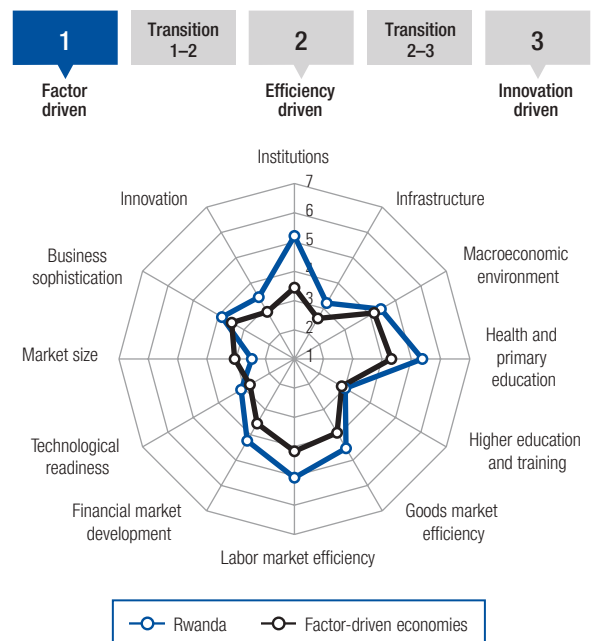 1
Transition
1–2
2
Transition
2–3
3
Factor
driven
Efficiency
driven
Innovation
driven
Institutions
Infrastructure
Macroeconomic
environment
Health and
primary
education
Higher education
and training
Goods market
efficiency
Labor market efficiency
Financial market
development
Technological
readiness
Market size
Business
sophistication
Innovation
7
6
5
4
3
2
1
Rwanda
Factor-driven economies